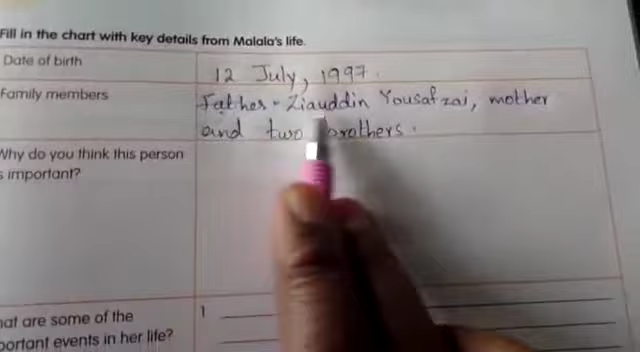 Fill in the chart with key details from Malala's life.
Date of birth
12 July, 1997.
Family members
Father - Ziauddin Yousafzai, mother
and two brothers.
Why do you think this person
s important?
hat are some of the
portant events in her life?
1